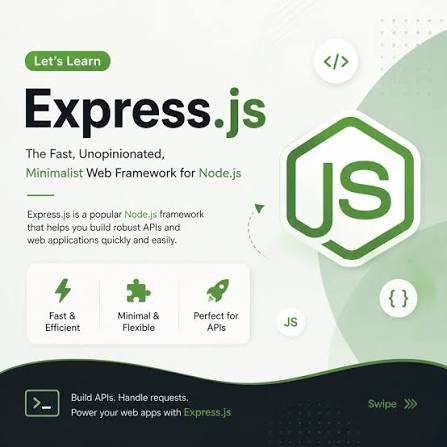 Let's Learn
Express.js
The Fast, Unopinionated,
Minimalist Web Framework for Node.js
Express.js is a popular Node.js framework
that helps you build robust APIs and
web applications quickly and easily.
Fast &
Efficient
Minimal &
Flexible
Perfect for
APIs
</>
JS
{ }
JS
>_
Build APIs. Handle requests.
Power your web apps with Express.js
Swipe >>>